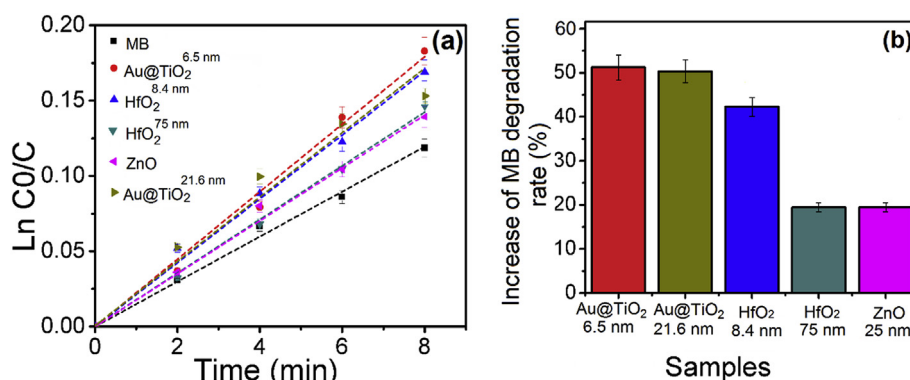 (a)
Ln C0/C
0.20
0.15
0.10
0.05
0.00
MB
Au@TiO₂ 6.5 nm
HfO₂ 8.4 nm
HfO₂ 75 nm
ZnO
Au@TiO₂ 21.6 nm
0 2 4 6 8
Time (min)
(b)
Increase of MB degradation
rate (%)
60
50
40
30
20
10
0
Au@TiO₂ Au@TiO₂ HfO₂ HfO₂ ZnO
6.5 nm 21.6 nm 8.4 nm 75 nm 25 nm
Samples